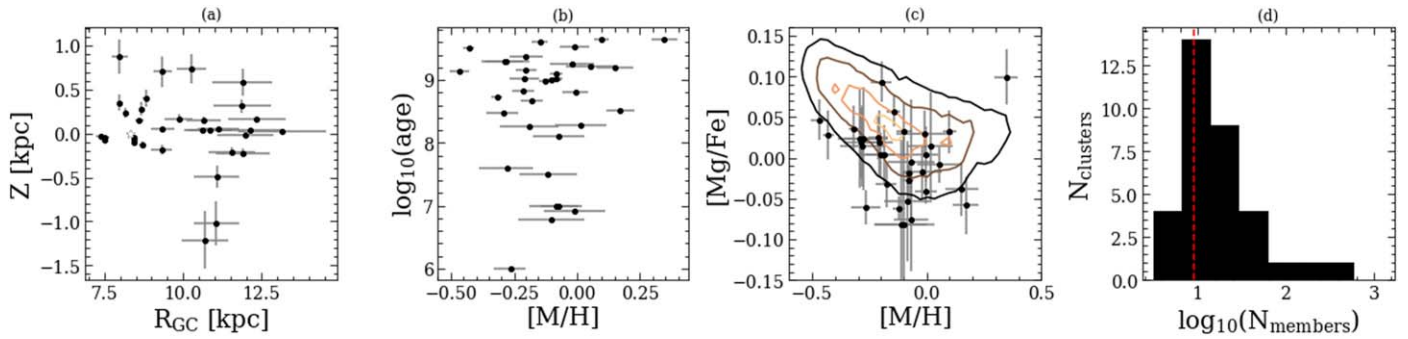 (a)
1.0
0.5
0.0
−0.5
−1.0
−1.5
Z [kpc]
7.5 10.0 12.5
R_GC [kpc]
(b)
9
8
7
6
log₁₀(age)
−0.50 −0.25 0.00 0.25
[M/H]
(c)
0.15
0.10
0.05
0.00
−0.05
−0.10
−0.15
[Mg/Fe]
−0.5 0.0 0.5
[M/H]
(d)
12.5
10.0
7.5
5.0
2.5
0.0
N_clusters
1 2 3
log₁₀(N_members)